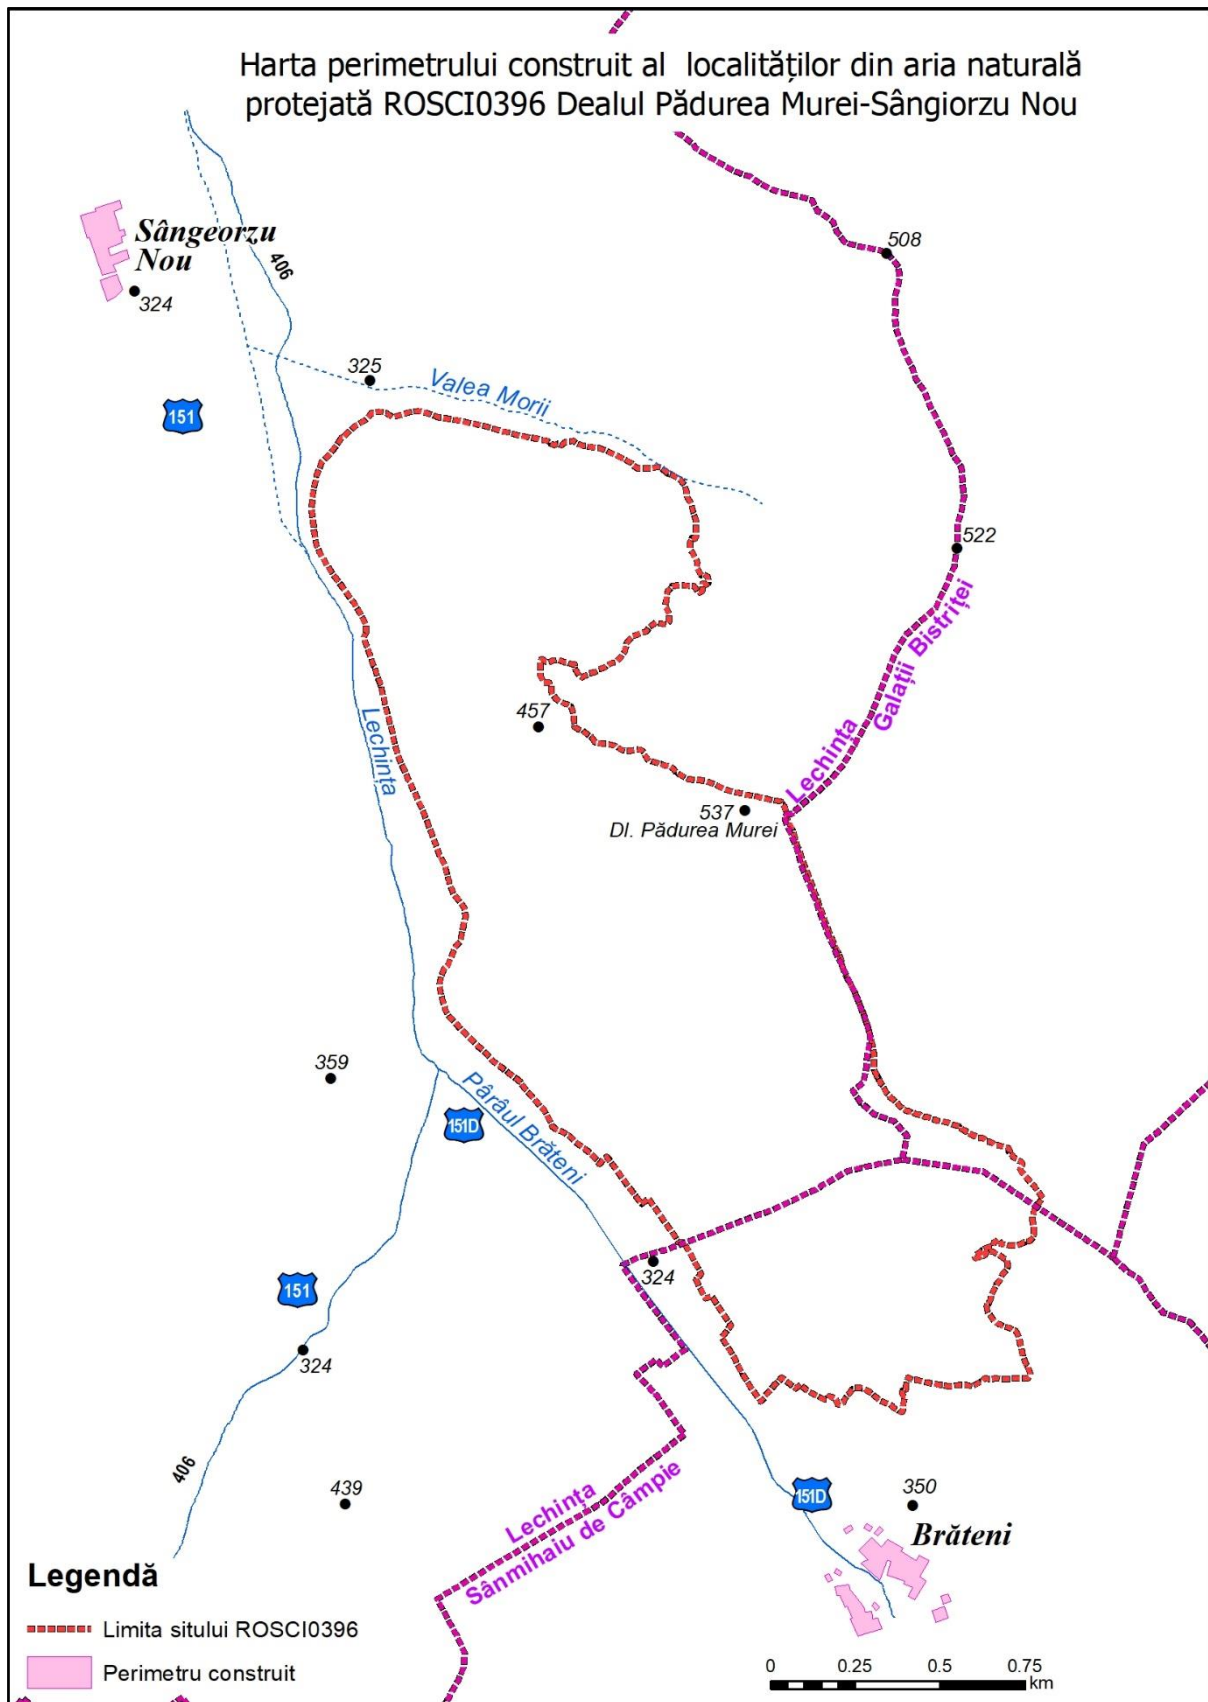 Harta perimetrului construit al localităților din aria naturală
protejată ROSCI0396 Dealul Pădurea Murei-Sângiorzu Nou
Sângeorzu
Nou
324
406
508
325
Valea Morii
151
522
Galații Bistriței
Lechința
457
Lechința
537
Dl. Pădurea Murei
359
Pârâul Brăteni
151D
324
151
324
406
439
Lechința
Sânmihaiu de Câmpie
151D
350
Brăteni
Legendă
Limita sitului ROSCI0396
Perimetru construit
0 0.25 0.5 0.75
km